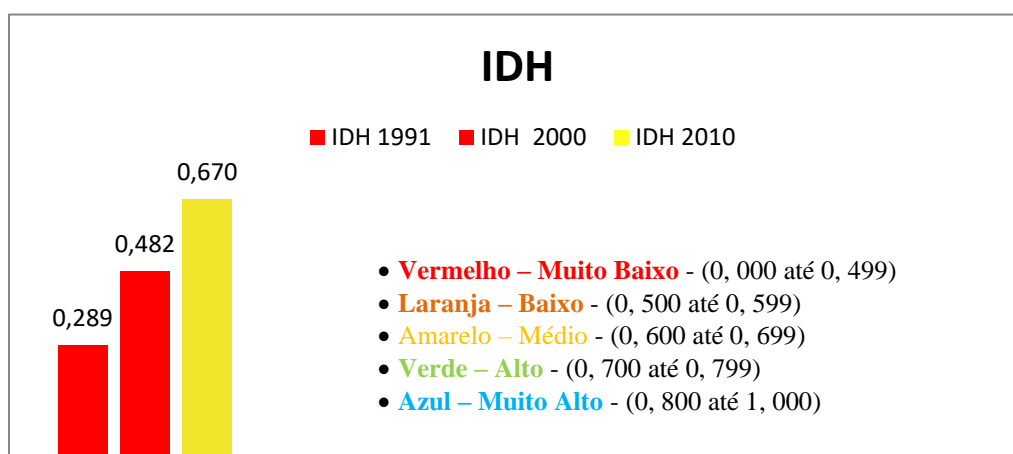 IDH
IDH 1991 IDH 2000 IDH 2010
0,670
0,482
0,289
• Vermelho – Muito Baixo - (0, 000 até 0, 499)
• Laranja – Baixo - (0, 500 até 0, 599)
• Amarelo – Médio - (0, 600 até 0, 699)
• Verde – Alto - (0, 700 até 0, 799)
• Azul – Muito Alto - (0, 800 até 1, 000)